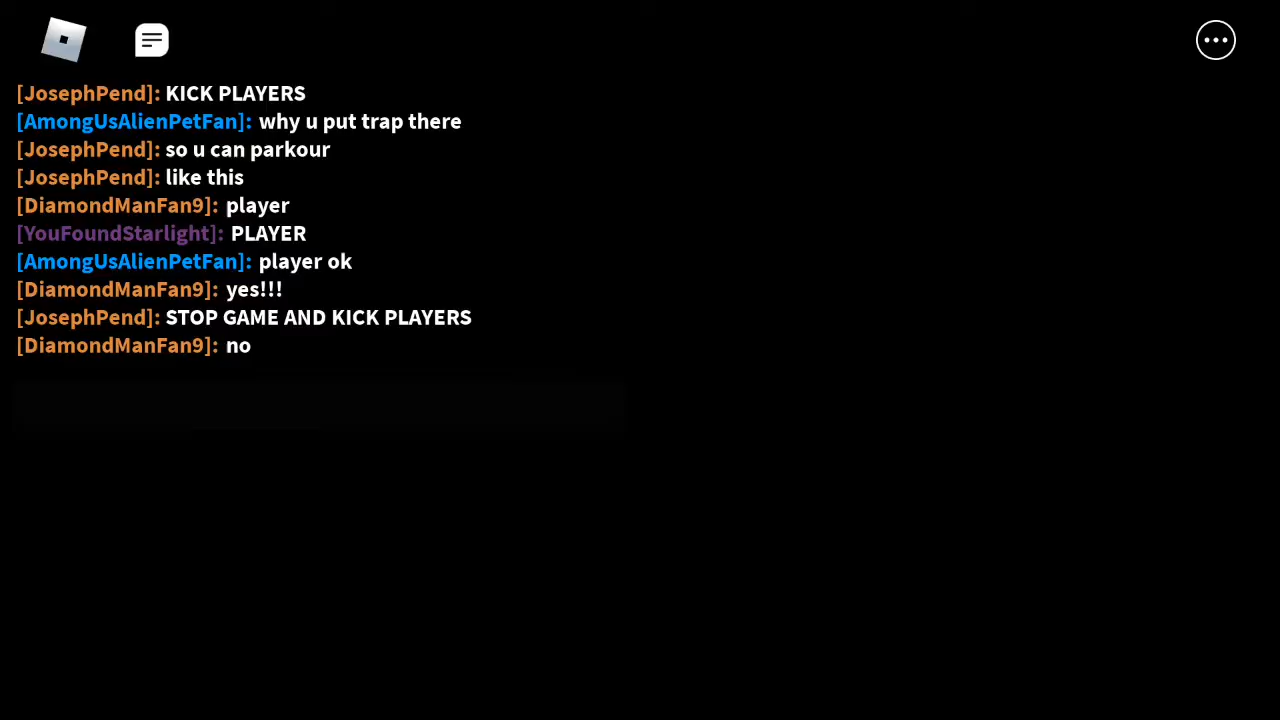 [JosephPend]: KICK PLAYERS
[AmongUsAlienPetFan]: why u put trap there
[JosephPend]: so u can parkour
[JosephPend]: like this
[DiamondManFan9]: player
[YouFoundStarlight]: PLAYER
[AmongUsAlienPetFan]: player ok
[DiamondManFan9]: yes!!!
[JosephPend]: STOP GAME AND KICK PLAYERS
[DiamondManFan9]: no